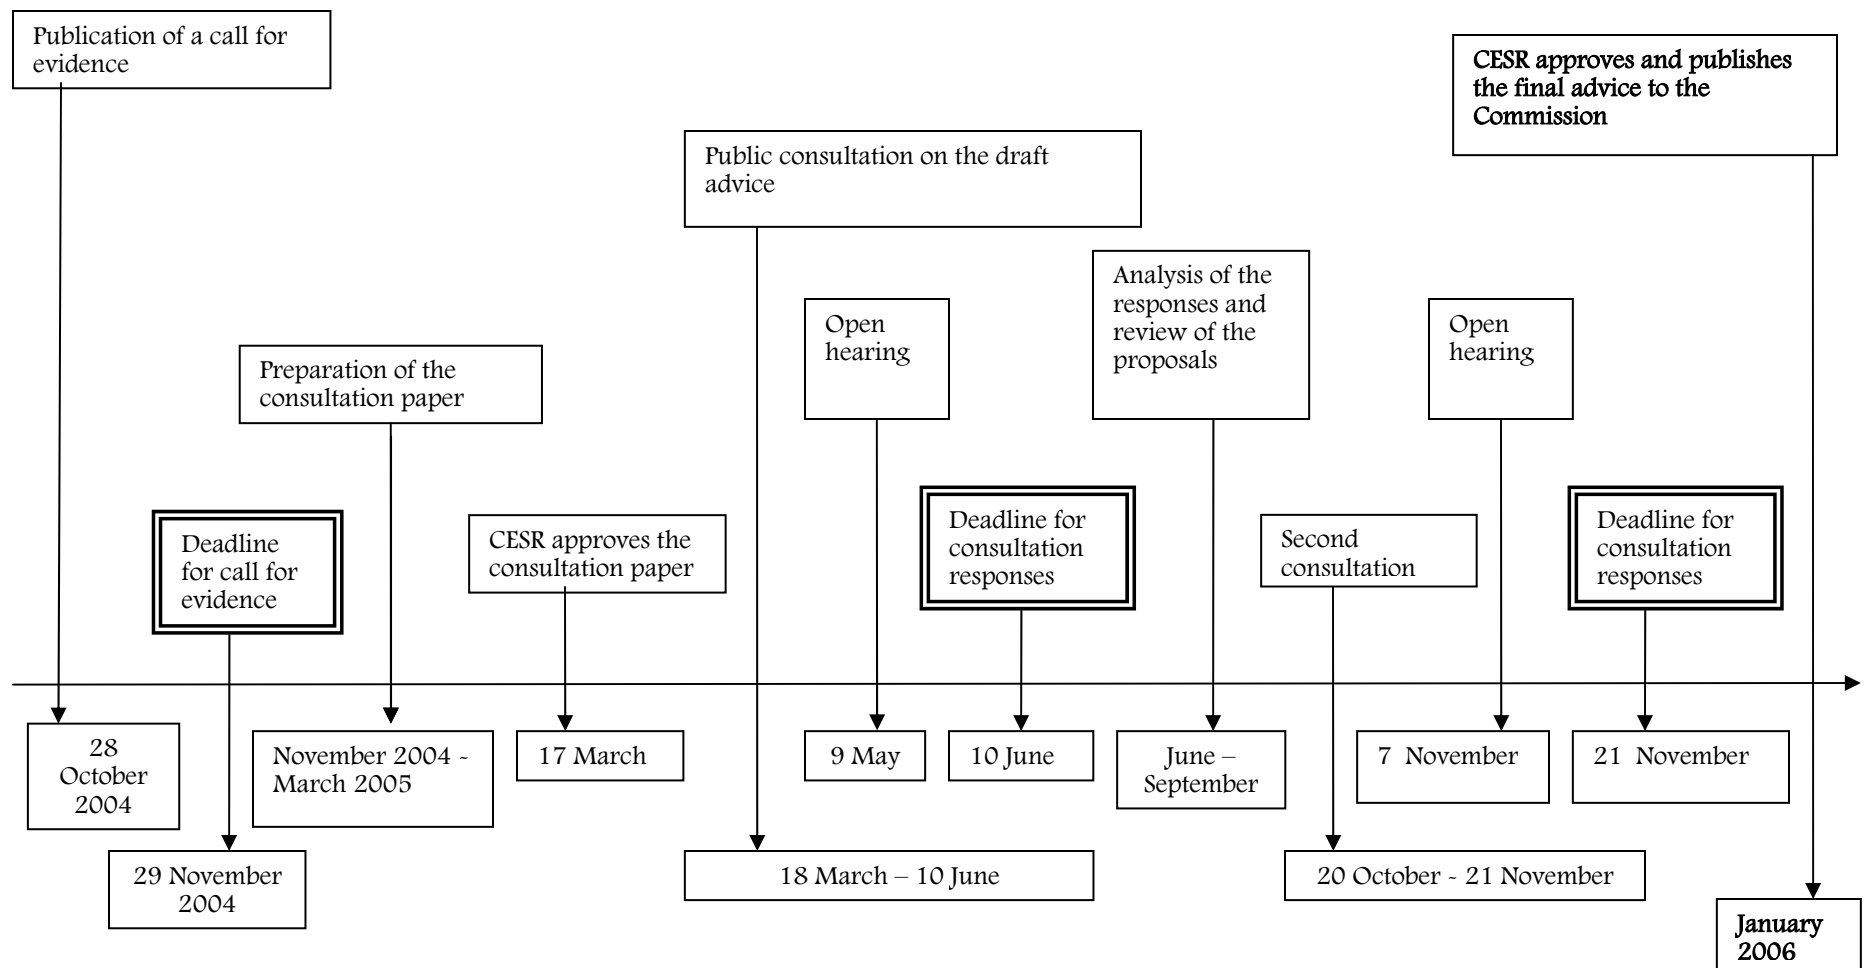 Publication of a call for
evidence
CESR approves and publishes
the final advice to the
Commission
Public consultation on the draft
advice
Analysis of the
responses and
review of the
proposals
Open
hearing
Open
hearing
Preparation of the
consultation paper
Deadline
for call for
evidence
CESR approves the
consultation paper
Deadline for
consultation
responses
Second
consultation
Deadline for
consultation
responses
28
October
2004
November 2004 -
March 2005
17 March
9 May
10 June
June –
September
7 November
21 November
29 November
2004
18 March – 10 June
20 October - 21 November
January
2006